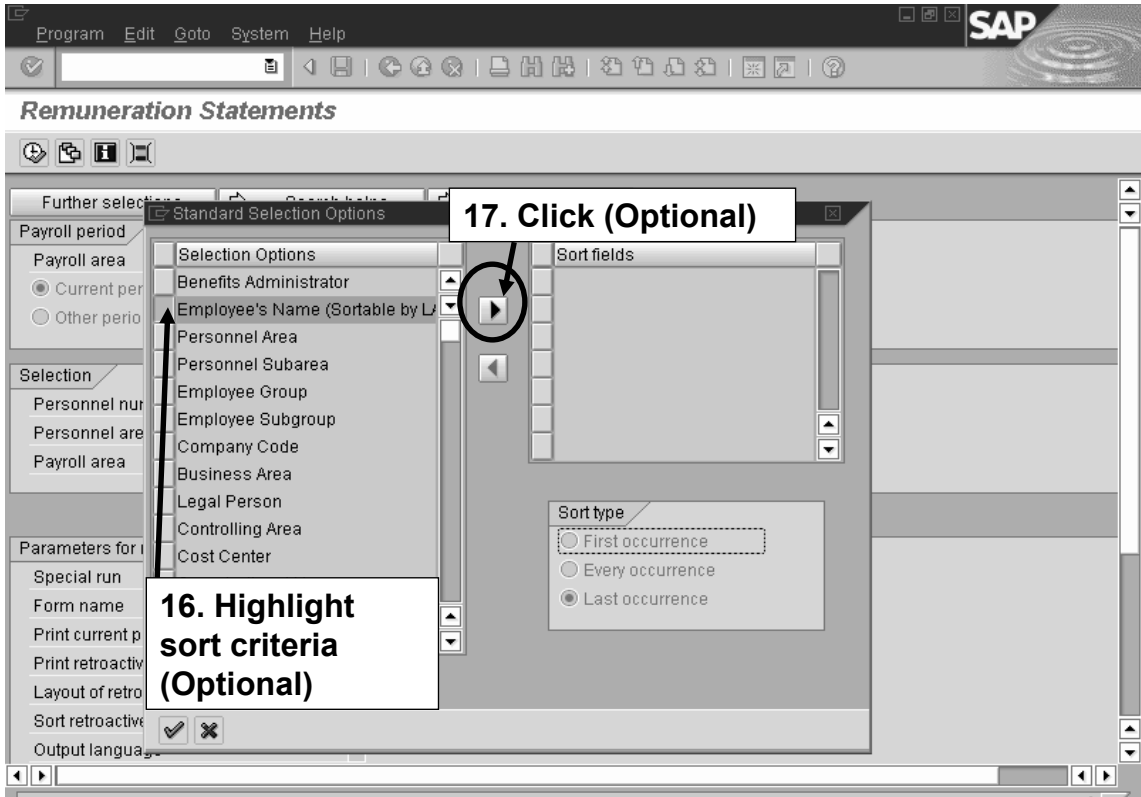 Program Edit Goto System Help
SAP
Remuneration Statements
Further selec
Standard Selection Options
17. Click (Optional)
Payroll period
Payroll area
Current per
Other perio
Selection Options
Benefits Administrator
Employee's Name (Sortable by LA
Personnel Area
Personnel Subarea
Employee Group
Employee Subgroup
Company Code
Business Area
Legal Person
Controlling Area
Cost Center
Sort fields
Selection
Personnel nur
Personnel are
Payroll area
Sort type
First occurrence
Every occurrence
Last occurrence
Parameters for
Special run
Form name
Print current p
Print retroactiv
Layout of retro
Sort retroactive
Output language
16. Highlight
sort criteria
(Optional)